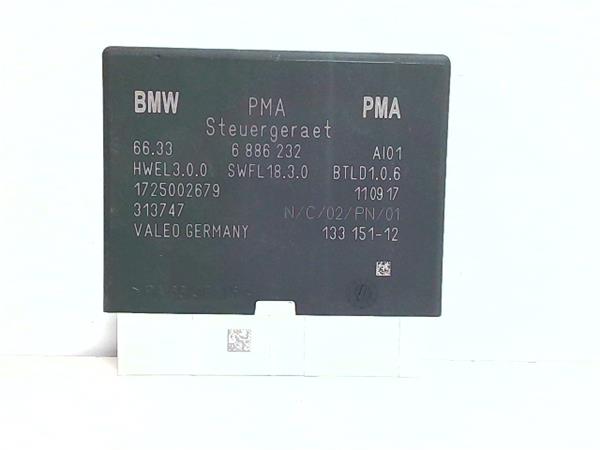 BMW PMA PMA
Steuergeraet
66.33 6 886 232 AI01
HWEL3.0.0 SWFL18.3.0 BTLD1.0.6
1725002679 110917
313747 N/C/02/PN/01
VALEO GERMANY 133 151-12